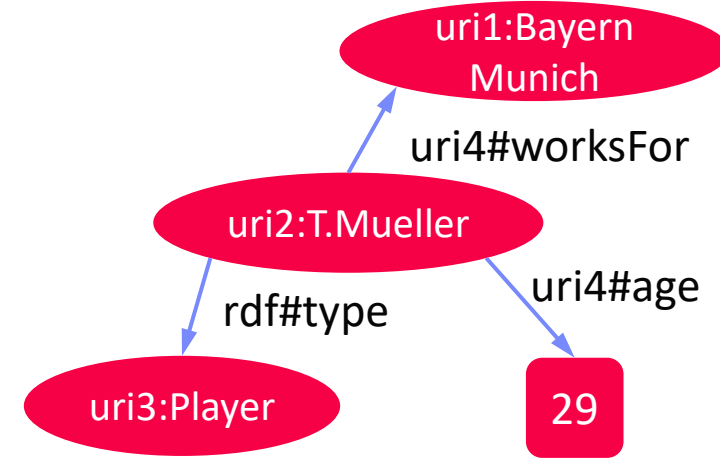 uri1:Bayern
Munich
uri4#worksFor
uri2:T.Mueller
uri4#age
rdf#type
uri3:Player
29